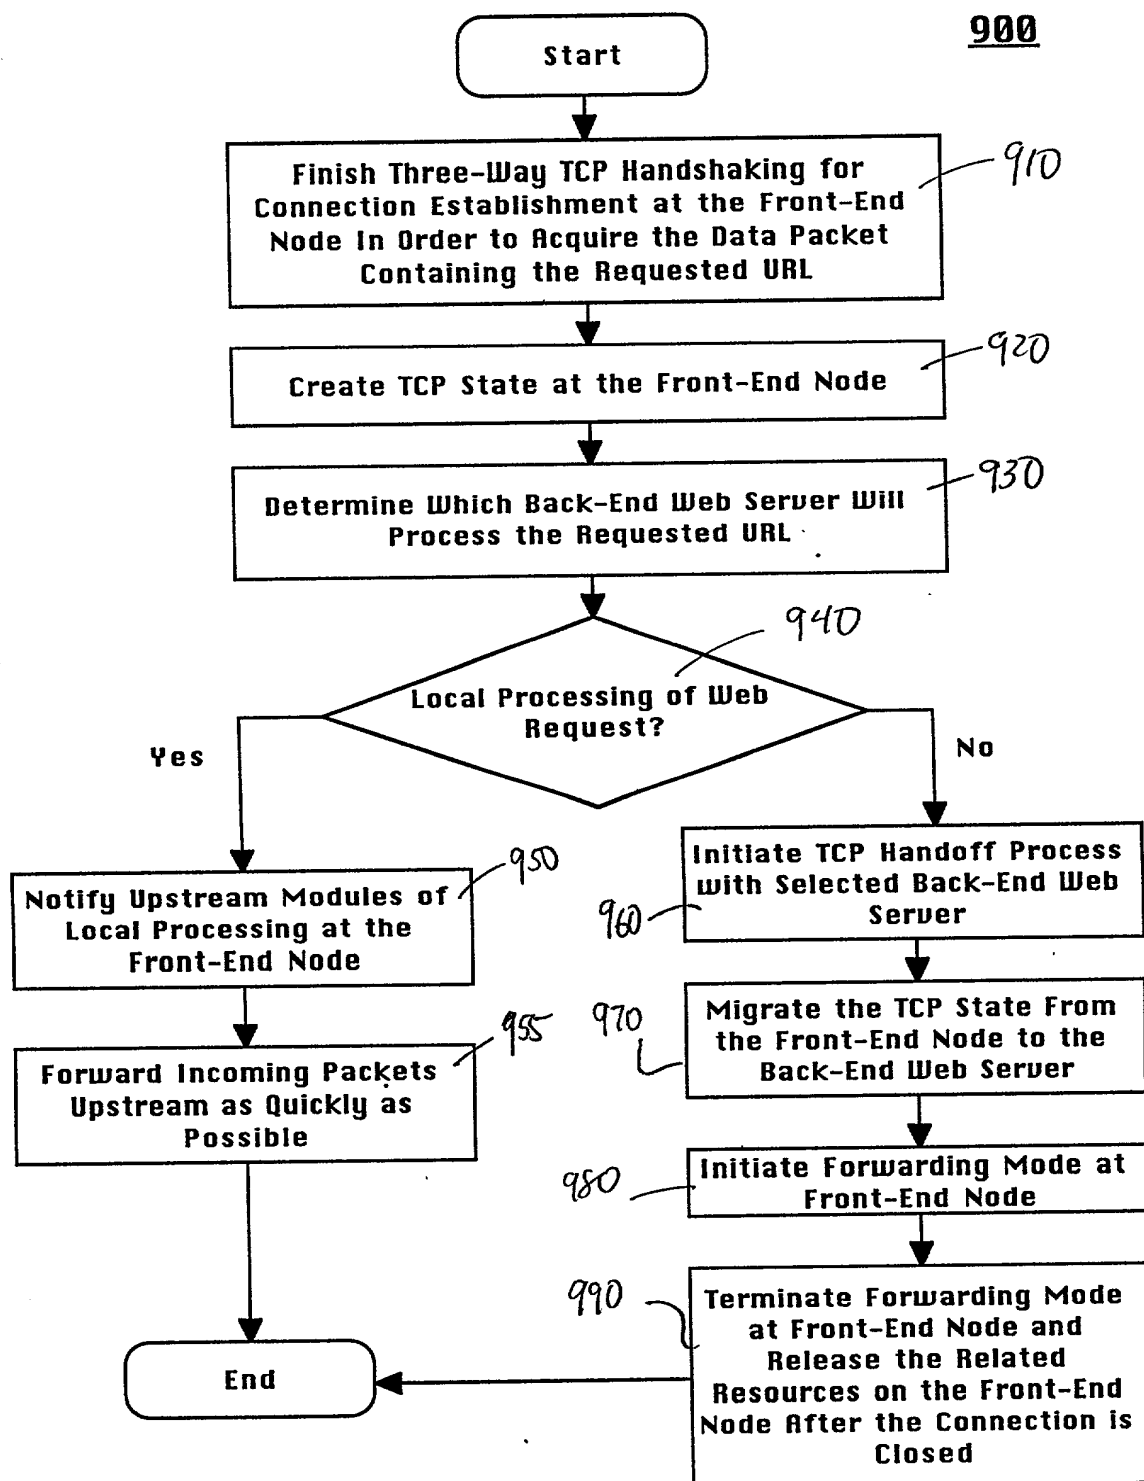 900
Start
Finish Three-Way TCP Handshaking for
Connection Establishment at the Front-End
Node In Order to Acquire the Data Packet
Containing the Requested URL
910
Create TCP State at the Front-End Node
920
Determine Which Back-End Web Server Will
Process the Requested URL
930
940
Local Processing of Web
Request?
Yes
No
Notify Upstream Modules of
Local Processing at the
Front-End Node
950
Forward Incoming Packets
Upstream as Quickly as
Possible
955
Initiate TCP Handoff Process
with Selected Back-End Web
Server
960
Migrate the TCP State From
the Front-End Node to the
Back-End Web Server
970
Initiate Forwarding Mode at
Front-End Node
980
Terminate Forwarding Mode
at Front-End Node and
Release the Related
Resources on the Front-End
Node After the Connection is
Closed
990
End